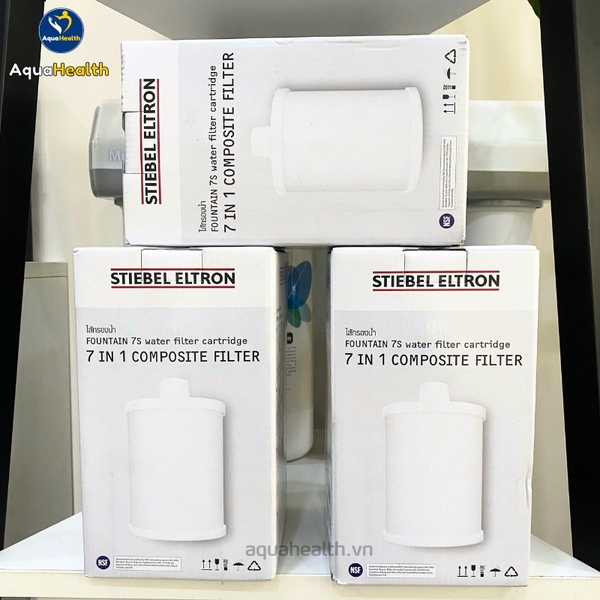 AquaHealth
AquaHealth
STIEBEL ELTRON
ไส้กรองน้ำ
FOUNTAIN 7S water filter cartridge
7 IN 1 COMPOSITE FILTER
NSF
STIEBEL ELTRON
ไส้กรองน้ำ
FOUNTAIN 7S water filter cartridge
7 IN 1 COMPOSITE FILTER
NSF
STIEBEL ELTRON
ไส้กรองน้ำ
FOUNTAIN 7S water filter cartridge
7 IN 1 COMPOSITE FILTER
NSF
aquahealth.vn